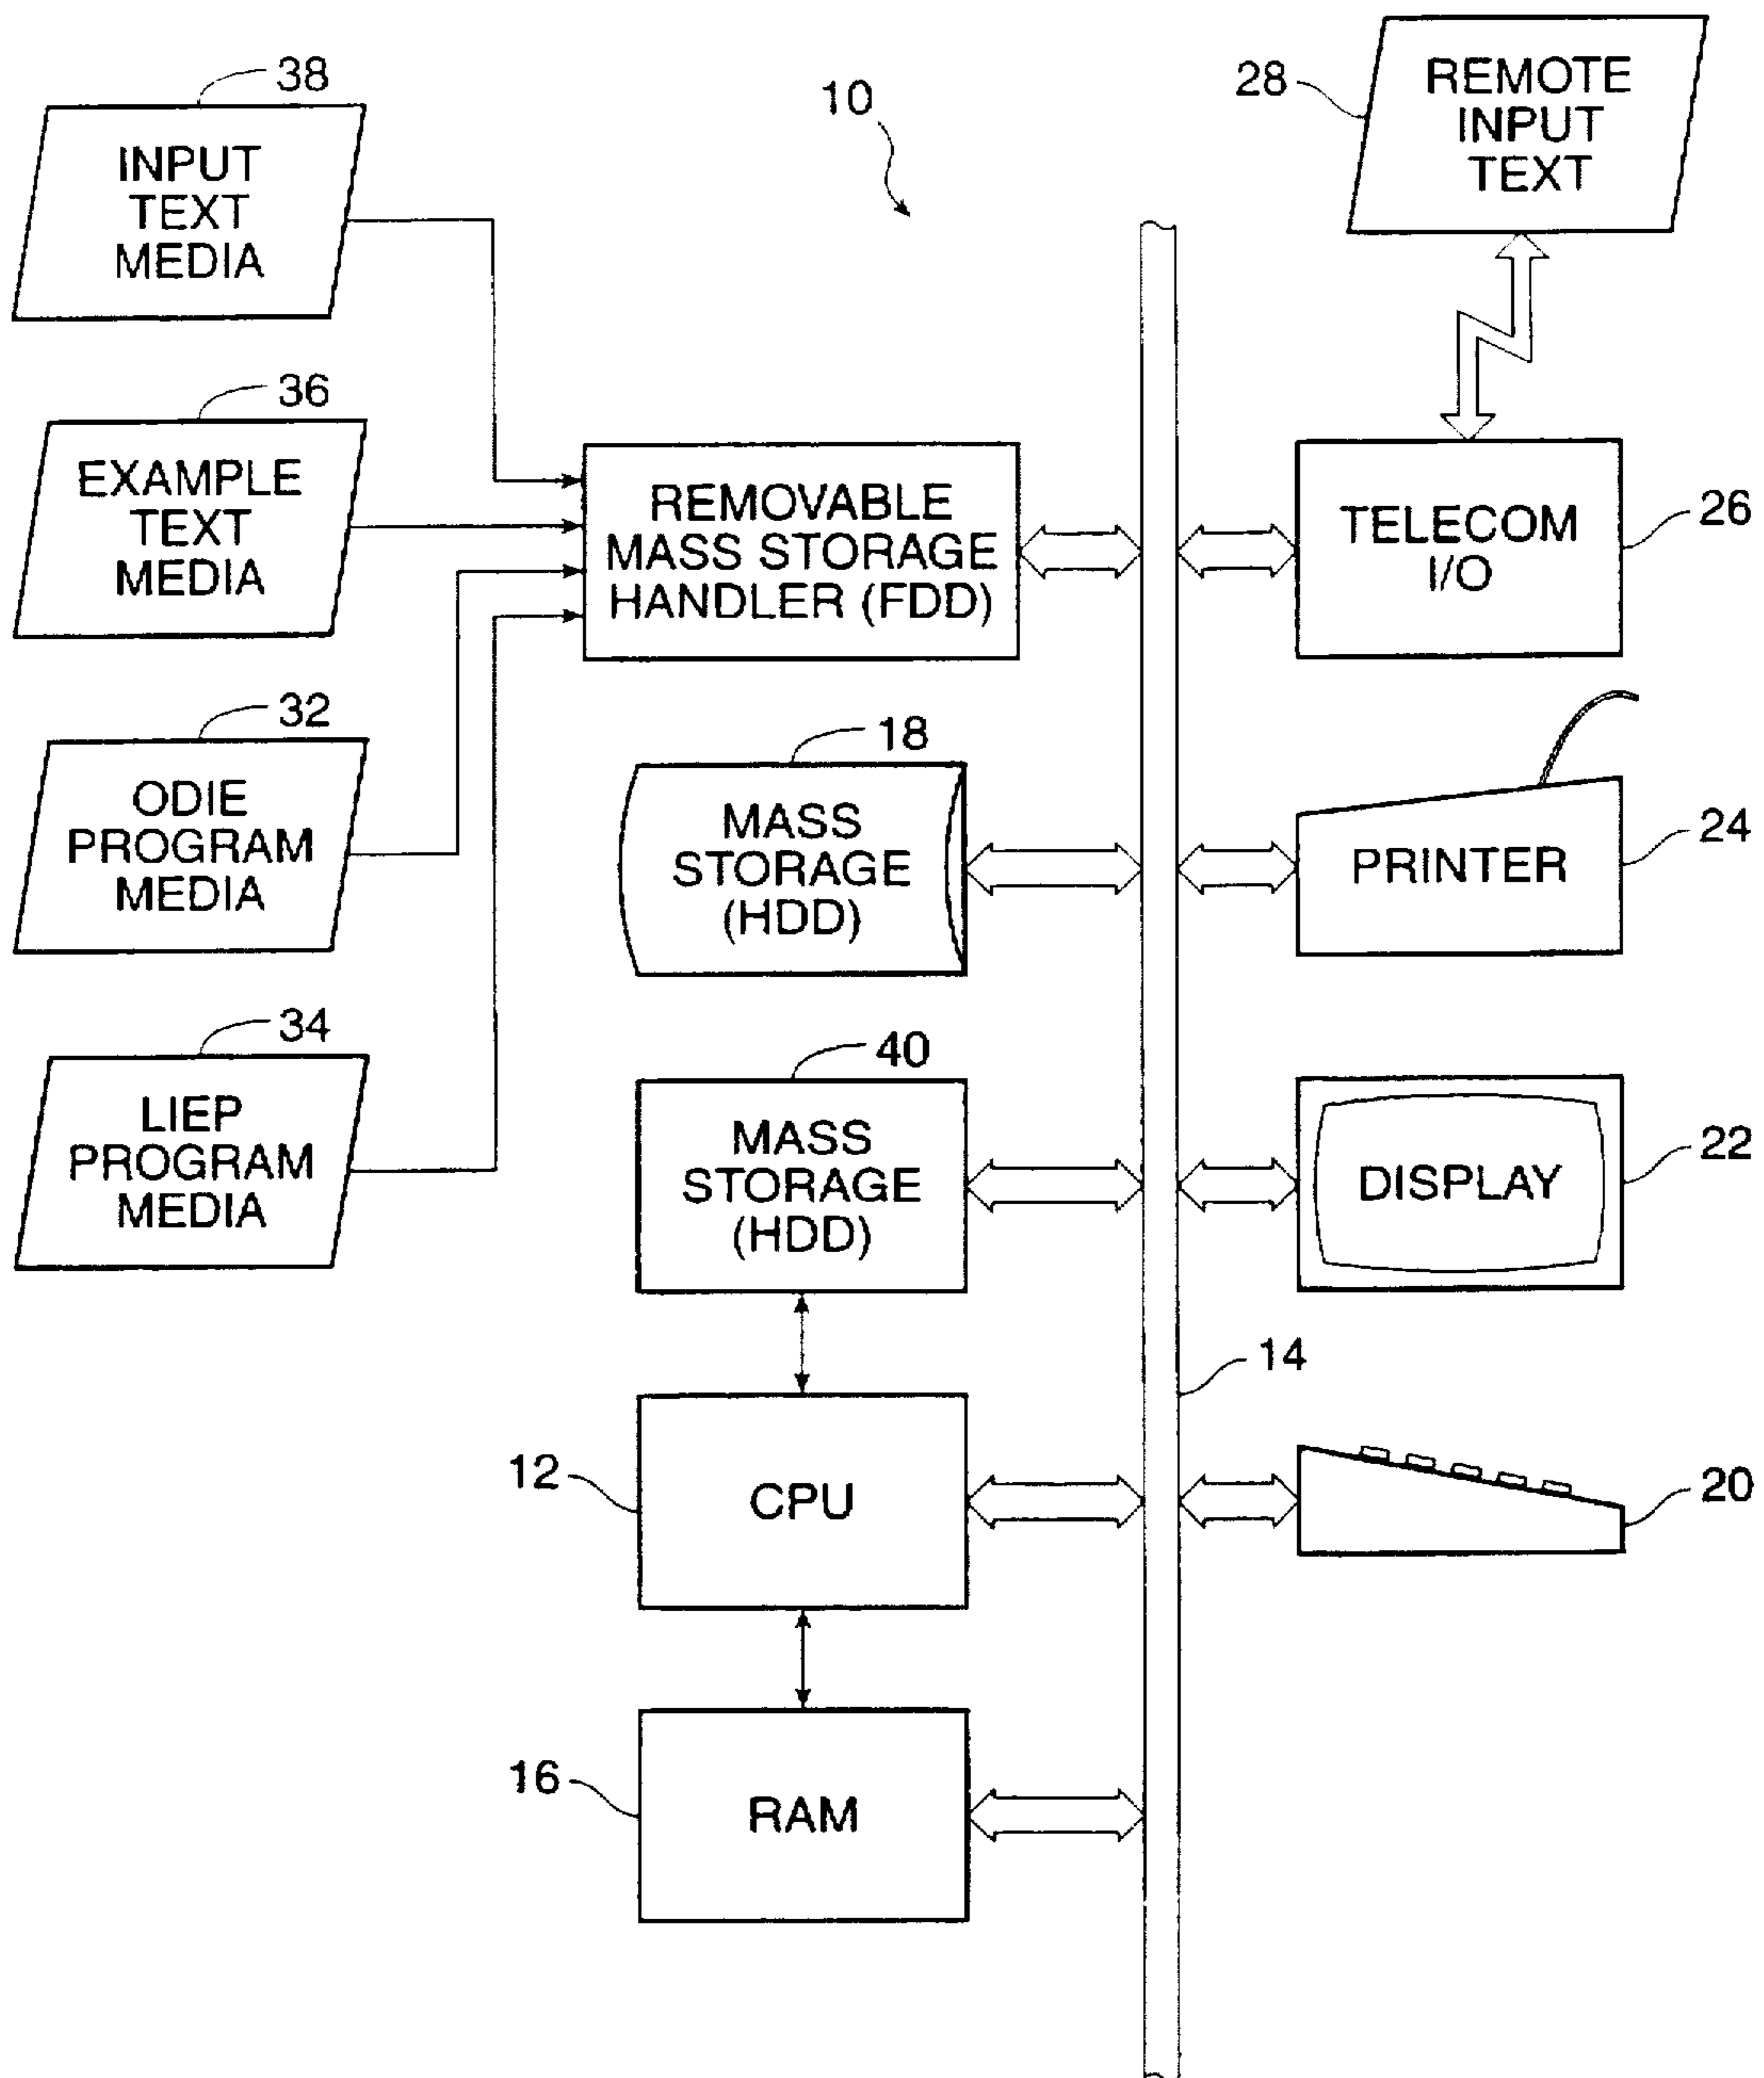 38
INPUT
TEXT
MEDIA
10
28
REMOTE
INPUT
TEXT
36
EXAMPLE
TEXT
MEDIA
REMOVABLE
MASS STORAGE
HANDLER (FDD)
TELECOM
I/O
26
32
ODIE
PROGRAM
MEDIA
18
MASS
STORAGE
(HDD)
PRINTER
24
34
LIEP
PROGRAM
MEDIA
40
MASS
STORAGE
(HDD)
DISPLAY
22
14
12
CPU
20
16
RAM